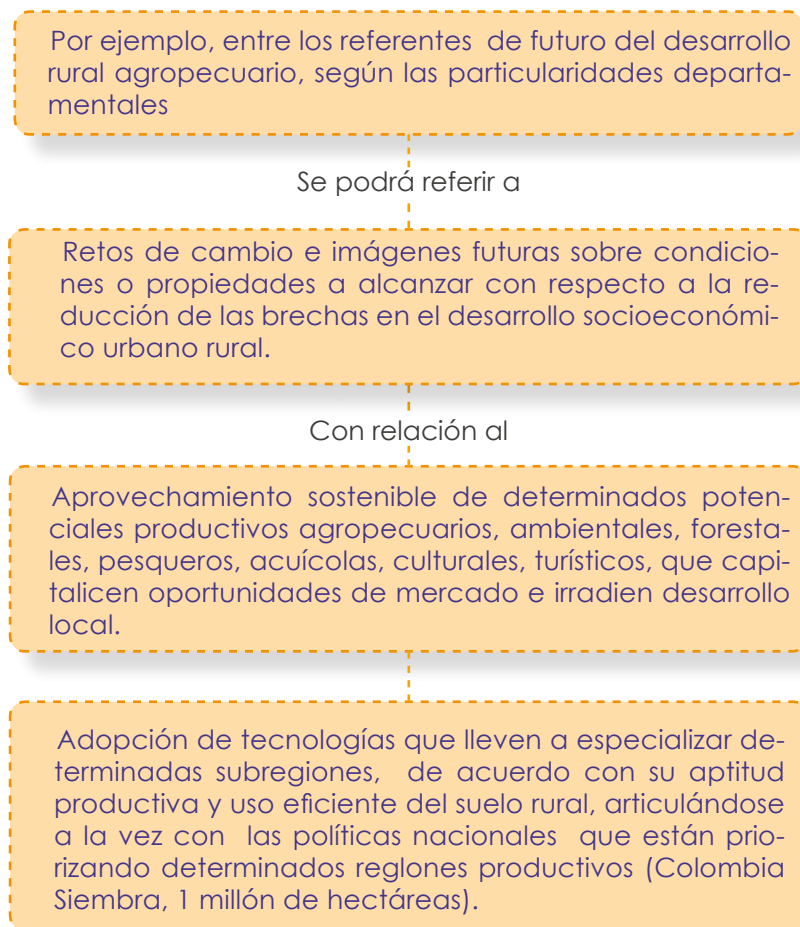 Por ejemplo, entre los referentes  de futuro del desarrollo
rural agropecuario, según las particularidades departa-
mentales
Se podrá referir a
Retos de cambio e imágenes futuras sobre condicio-
nes o propiedades a alcanzar con respecto a la re-
ducción de las brechas en el desarrollo socioeconómi-
co urbano rural.
Con relación al
Aprovechamiento sostenible de determinados poten-
ciales productivos agropecuarios, ambientales, foresta-
les, pesqueros, acuícolas, culturales, turísticos, que capi-
talicen oportunidades de mercado e irradien desarrollo
local.
Adopción de tecnologías que lleven a especializar de-
terminadas subregiones,  de acuerdo con su aptitud
productiva y uso eficiente del suelo rural, articulándose
a la vez con  las políticas nacionales  que están prio-
rizando determinados reglones productivos (Colombia
Siembra, 1 millón de hectáreas).